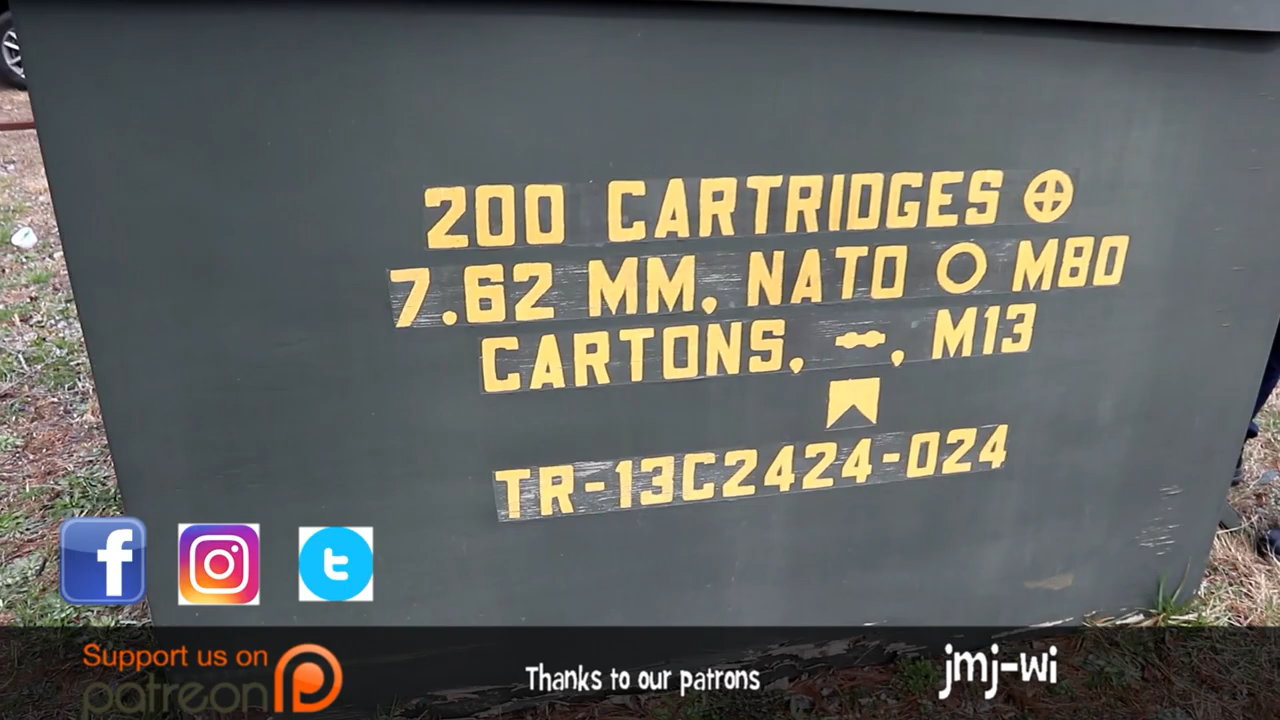 200 CARTRIDGES ⊕
7.62 MM, NATO ○ M80
CARTONS, , M13
TR-13C2424-024
Support us on
patreon
Thanks to our patrons
jmj-wi